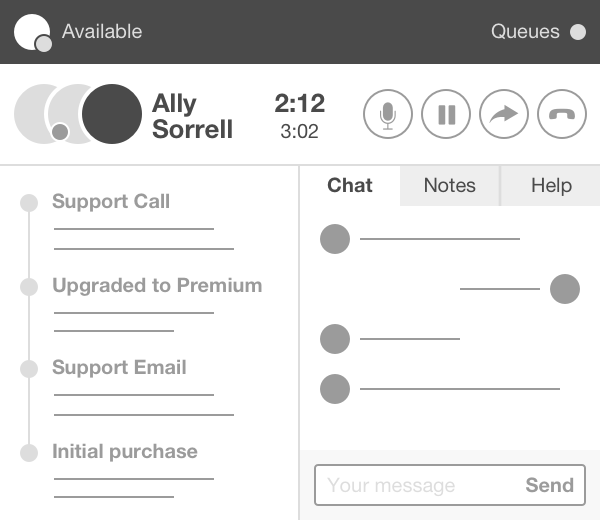 Available
Queues
Ally
Sorrell
2:12
3:02
Support Call
Upgraded to Premium
Support Email
Initial purchase
Chat
Notes
Help
Your message
Send